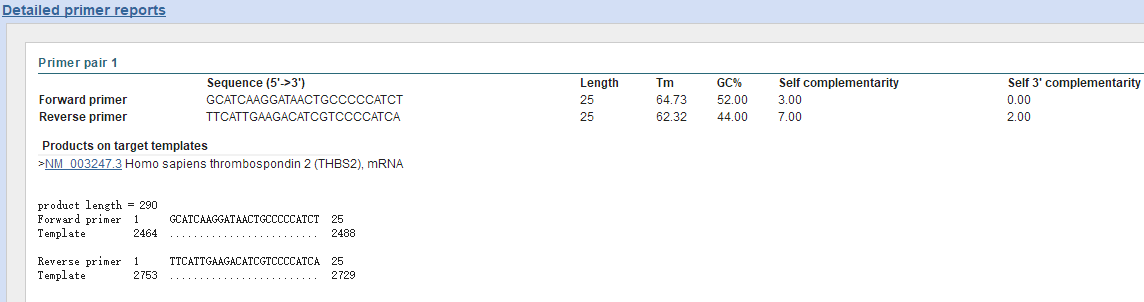 Detailed primer reports
Primer pair 1
Sequence (5'->3') Length Tm GC% Self complementarity Self 3' complementarity
Forward primer GCATCAAGGATAACTGCCCCCATCT 25 64.73 52.00 3.00 0.00
Reverse primer TTCATTGAAGACATCGTCCCCATCA 25 62.32 44.00 7.00 2.00
Products on target templates
>NM_003247.3 Homo sapiens thrombospondin 2 (THBS2), mRNA
product length = 290
Forward primer 1 GCATCAAGGATAACTGCCCCCATCT 25
Template 2464 ......................... 2488
Reverse primer 1 TTCATTGAAGACATCGTCCCCATCA 25
Template 2753 ......................... 2729